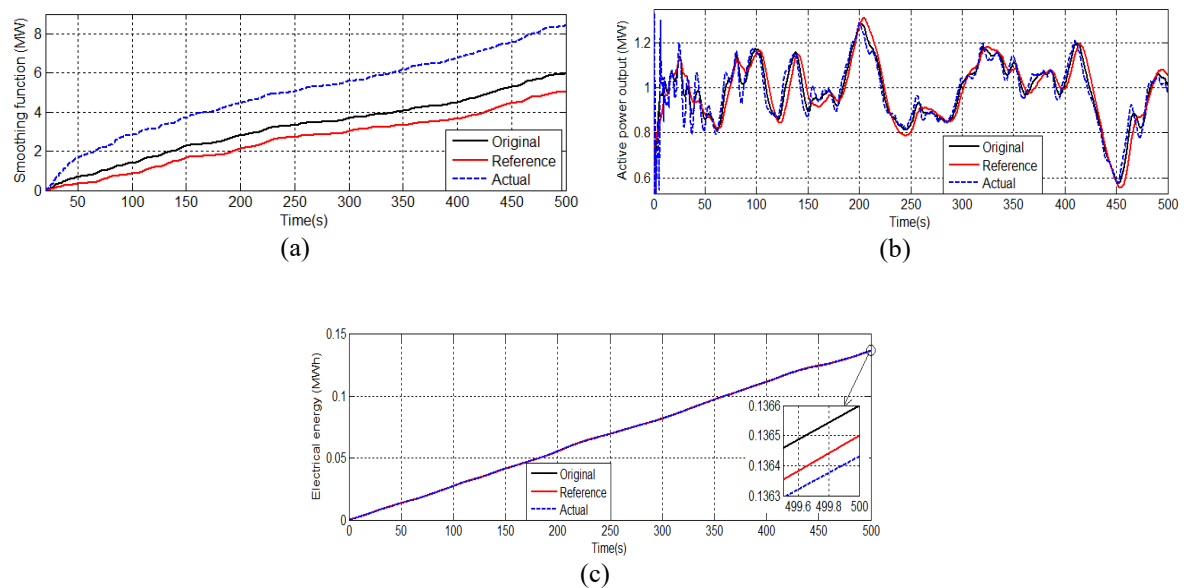 Smoothing function (MW)
8
6
4
2
0
50 100 150 200 250 300 350 400 450 500
Time(s)
Original
Reference
Actual
(a)
Active power output (MW)
1.2
1
0.8
0.6
0 50 100 150 200 250 300 350 400 450 500
Time(s)
Original
Reference
Actual
(b)
Electrical energy (MWh)
0.15
0.1
0.05
0
0 50 100 150 200 250 300 350 400 450 500
Time(s)
Original
Reference
Actual
0.1366
0.1365
0.1364
0.1363
499.6 499.8 500
(c)